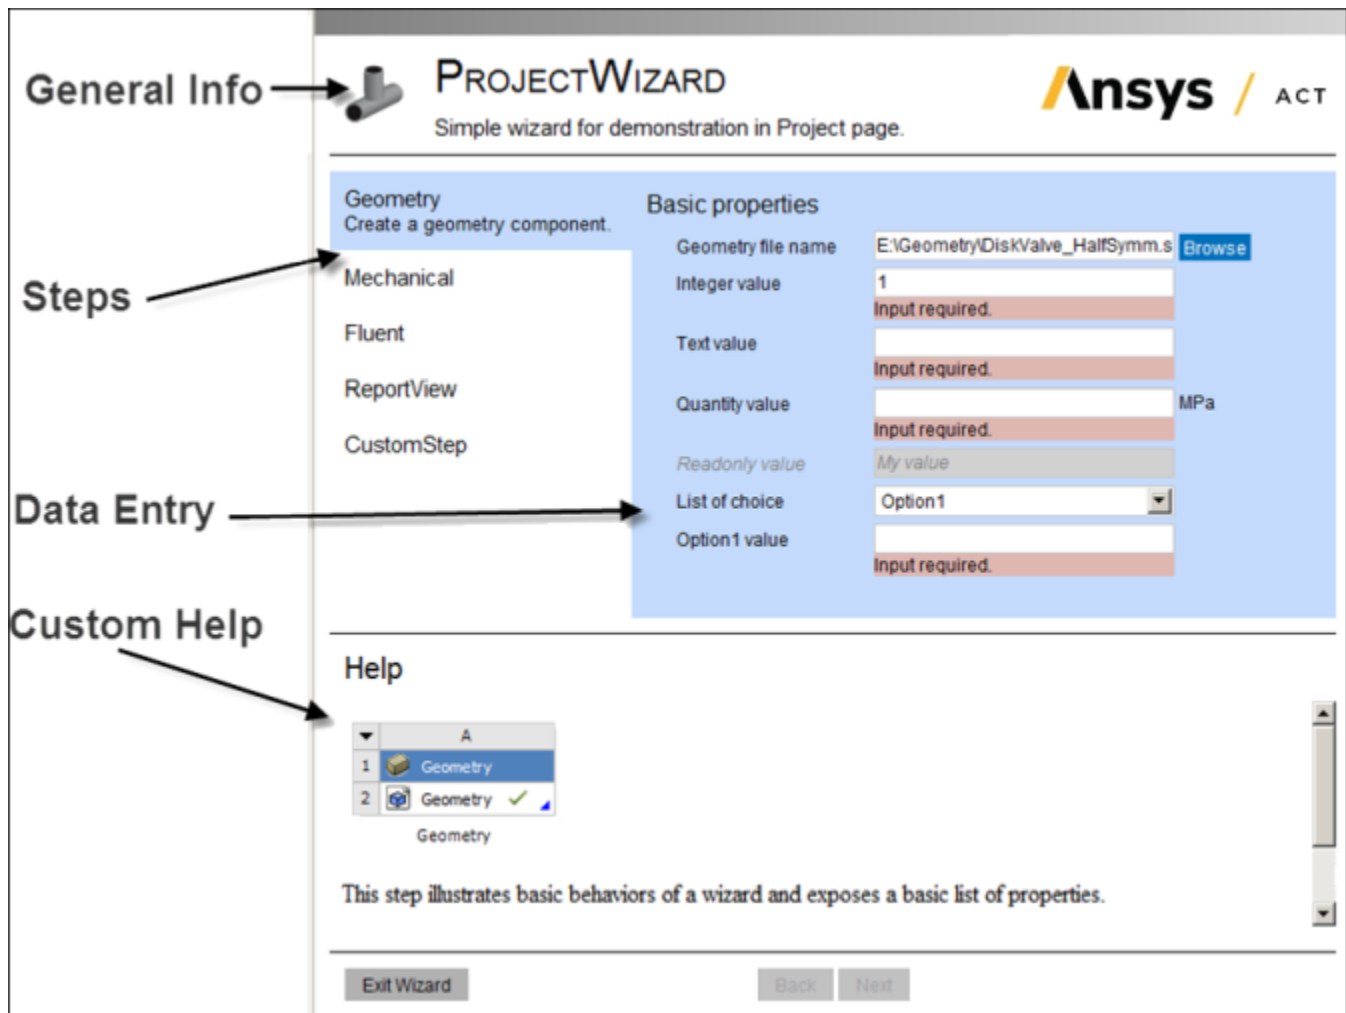 General Info
PROJECTWIZARD
Simple wizard for demonstration in Project page.
Ansys / ACT
Steps
Geometry
Create a geometry component.
Mechanical
Fluent
ReportView
CustomStep
Data Entry
Basic properties
Geometry file name E:\Geometry\DiskValve_HalfSymm.s Browse
Integer value 1
Input required.
Text value
Input required.
Quantity value MPa
Input required.
Readonly value My value
List of choice Option1
Option1 value
Input required.
Custom Help
Help
A
1 Geometry
2 Geometry
Geometry
This step illustrates basic behaviors of a wizard and exposes a basic list of properties.
Exit Wizard Back Next